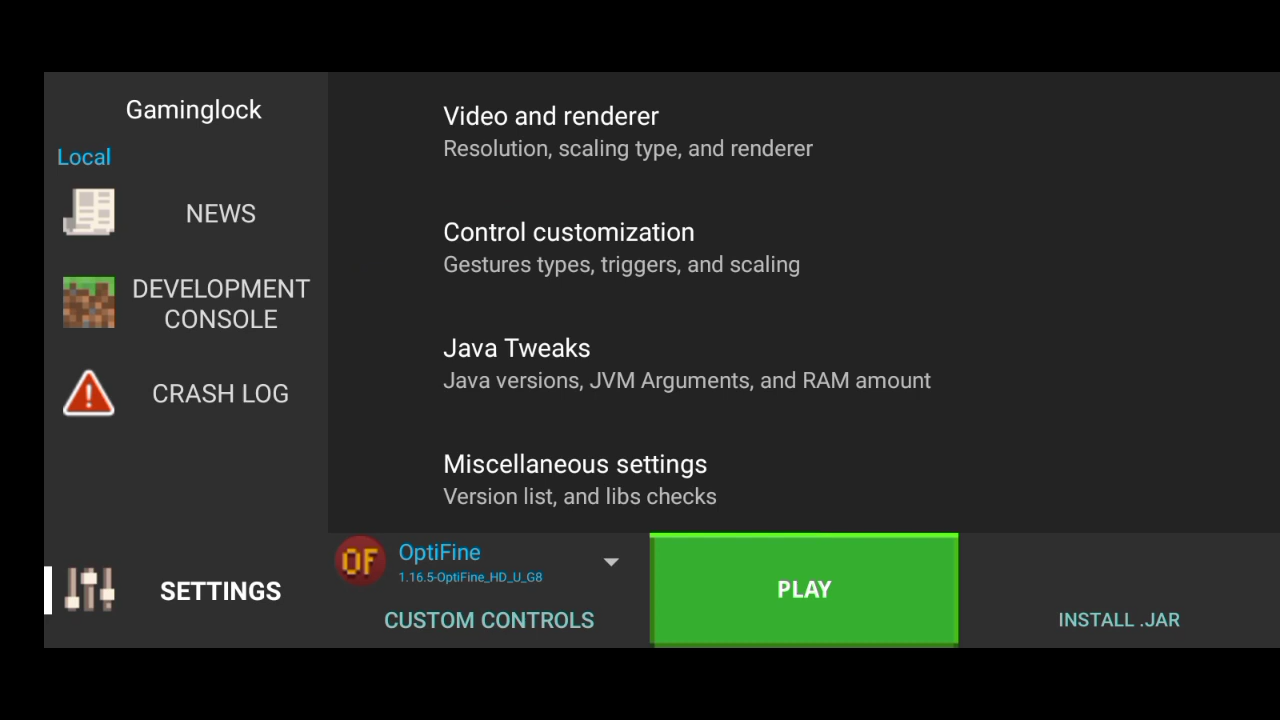 Gaminglock
Local
NEWS
DEVELOPMENT
CONSOLE
CRASH LOG
SETTINGS
Video and renderer
Resolution, scaling type, and renderer
Control customization
Gestures types, triggers, and scaling
Java Tweaks
Java versions, JVM Arguments, and RAM amount
Miscellaneous settings
Version list, and libs checks
OF
OptiFine
1.16.5-OptiFine_HD_U_G8
CUSTOM CONTROLS
PLAY
INSTALL .JAR